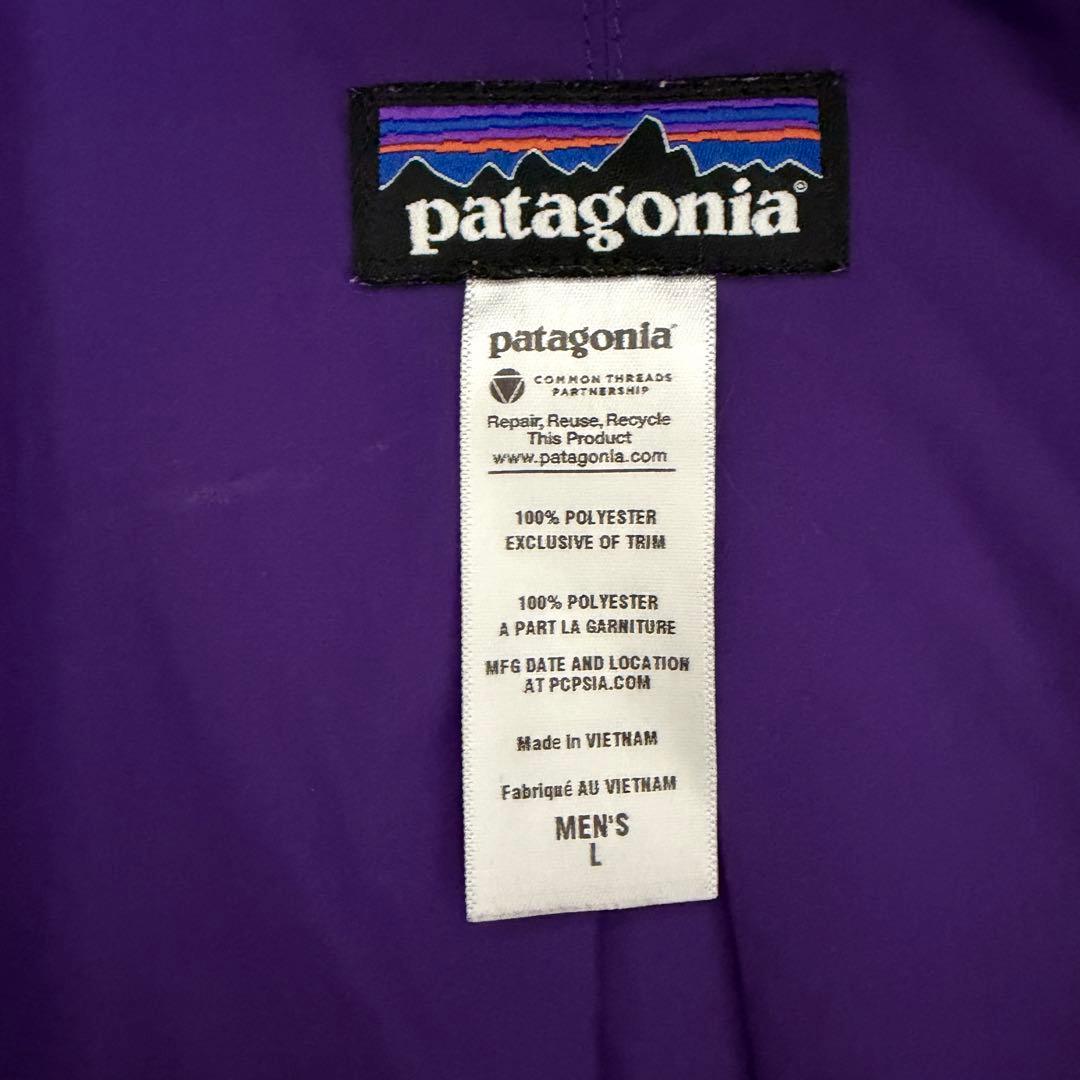 patagonia®
patagonia
COMMON THREADS
PARTNERSHIP
Repair, Reuse, Recycle
This Product
www.patagonia.com
100% POLYESTER
EXCLUSIVE OF TRIM
100% POLYESTER
A PART LA GARNITURE
MFG DATE AND LOCATION
AT PCPSIA.COM
Made in VIETNAM
Fabriqué AU VIETNAM
MEN'S
L